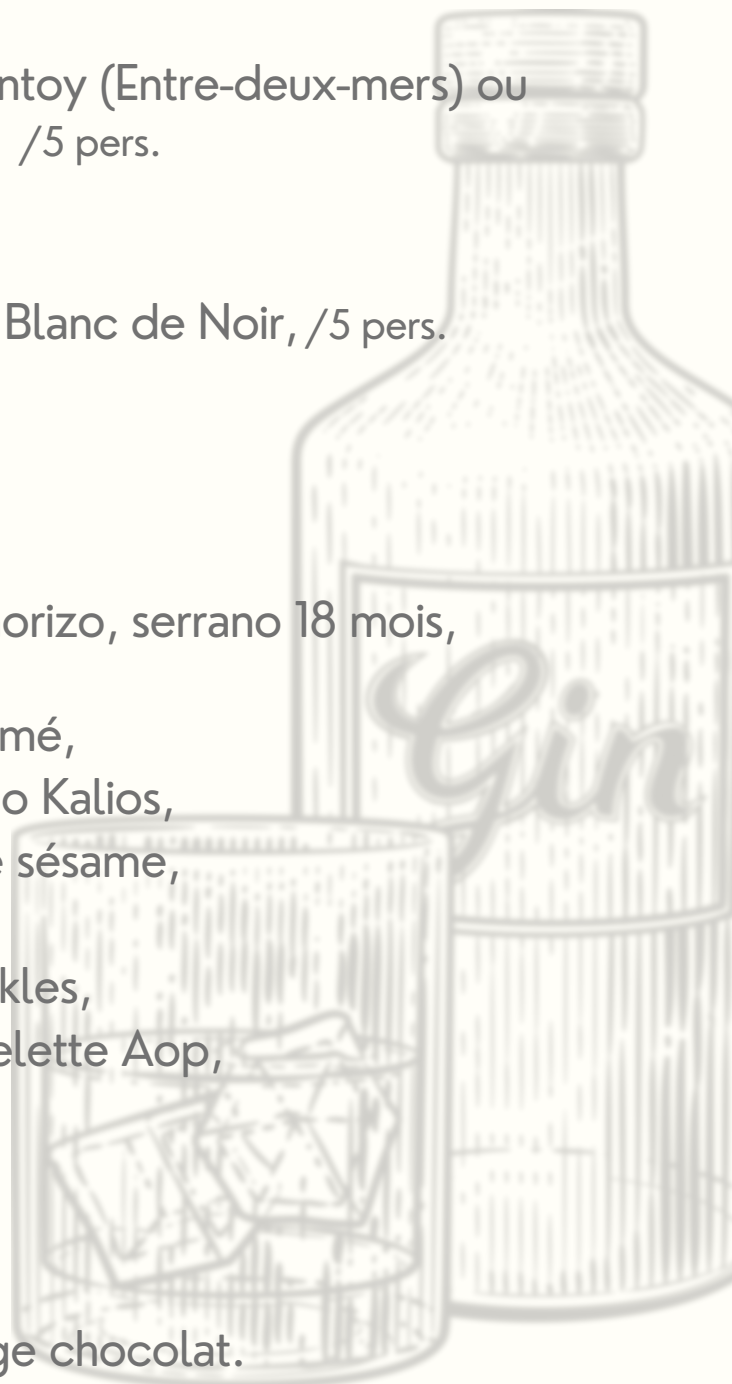 ntoy (Entre-deux-mers) ou
/5 pers.
Blanc de Noir, /5 pers.
orizo, serrano 18 mois,
mé,
o Kalios,
e sésame,
Gin
kles,
elette Aop,
ge chocolat.